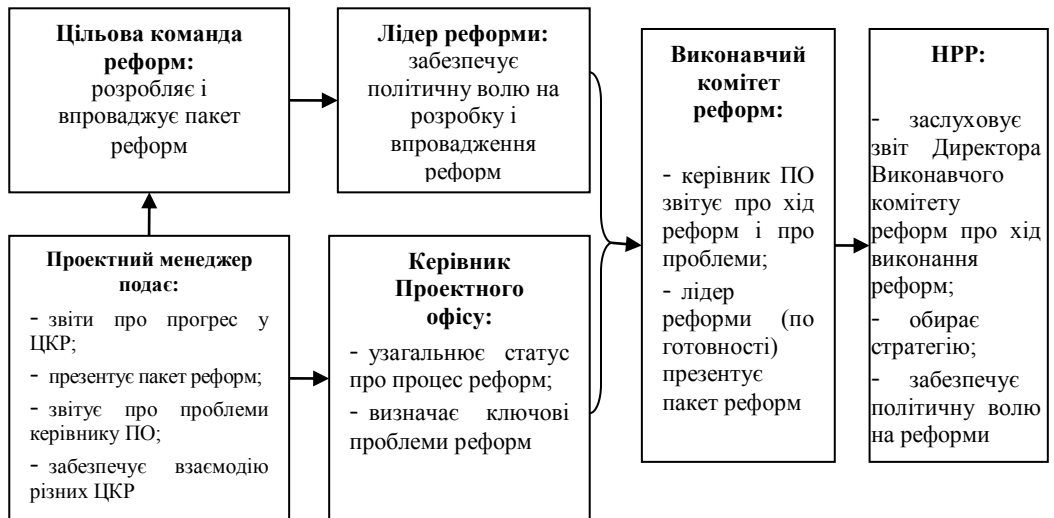 Цільова команда
реформ:
розробляє і
впроваджує пакет
реформ
Лідер реформи:
забезпечує
політичну волю на
розробку і
впровадження
реформ
Проектний менеджер
подає:
- звіти про прогрес у
ЦКР;
- презентує пакет реформ;
- звітує про проблеми
керівнику ПО;
- забезпечує взаємодію
різних ЦКР
Керівник
Проектного
офісу:
- узагальнює статус
про процес реформ;
- визначає ключові
проблеми реформ
Виконавчий
комітет
реформ:
- керівник ПО
звітує про хід
реформ і про
проблеми;
- лідер
реформи (по
готовності)
презентує
пакет реформ
НРР:
- заслуховує
звіт Директора
Виконавчого
комітету
реформ про хід
виконання
реформ;
- обирає
стратегію;
- забезпечує
політичну волю
на реформи